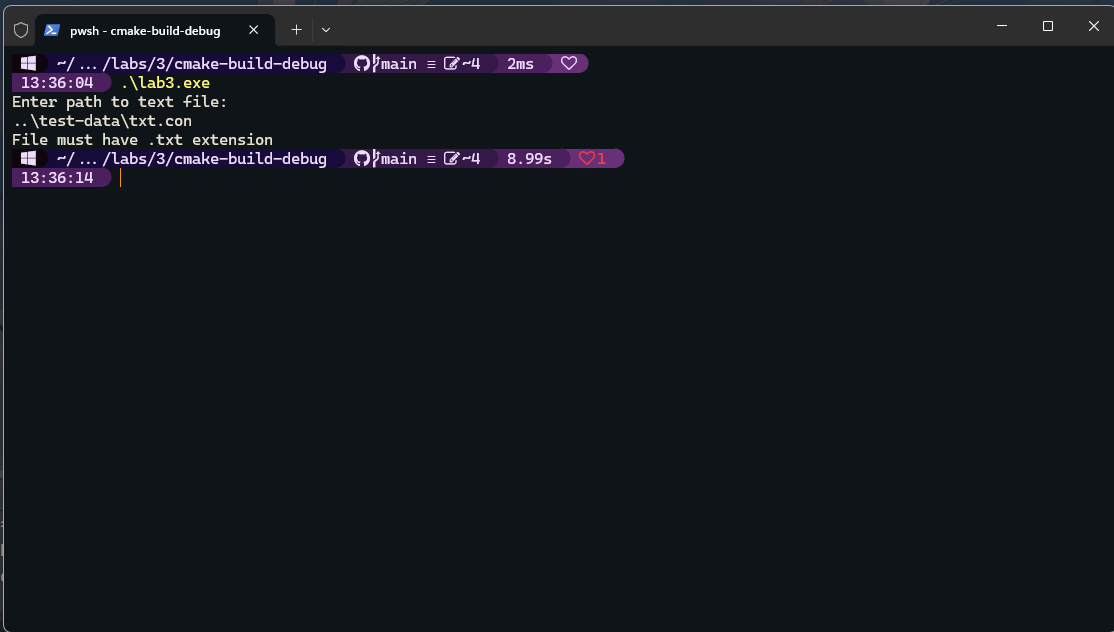 pwsh - cmake-build-debug
~/ … /labs/3/cmake-build-debug main ≡ ~4 2ms
13:36:04 .\lab3.exe
Enter path to text file:
..\test-data\txt.con
File must have .txt extension
~/ … /labs/3/cmake-build-debug main ≡ ~4 8.99s 1
13:36:14